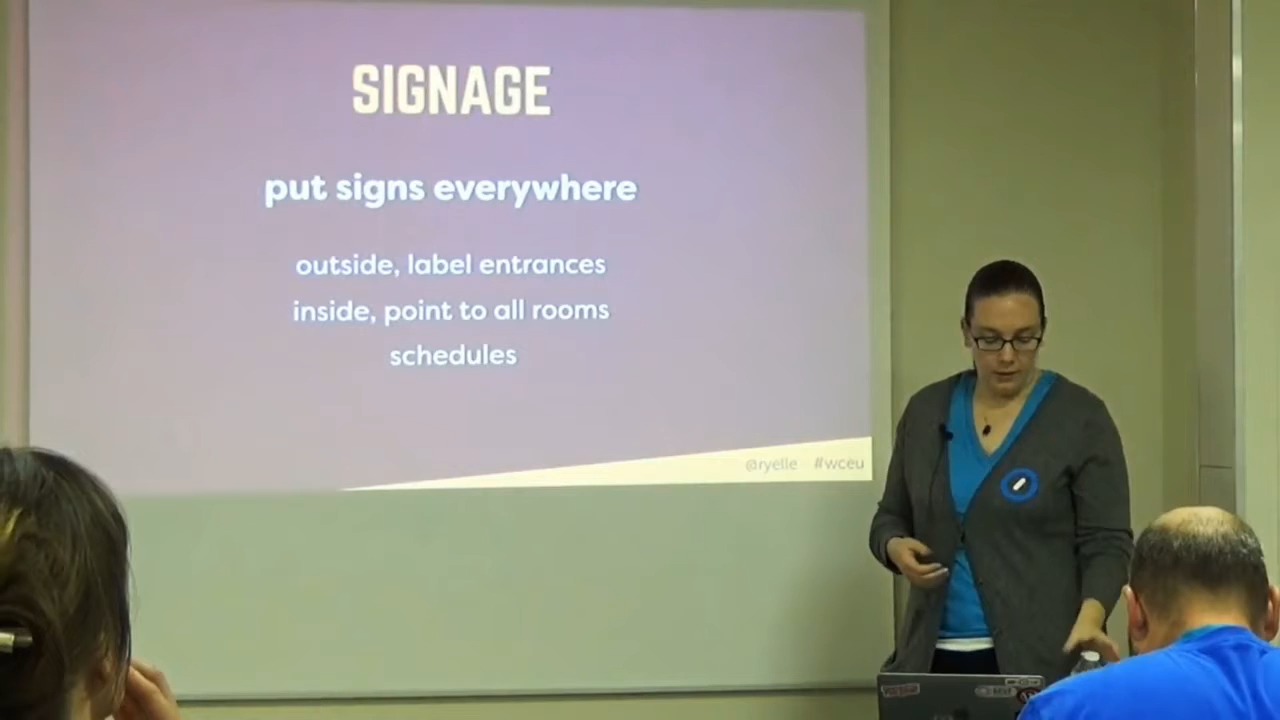 SIGNAGE
put signs everywhere
outside, label entrances
inside, point to all rooms
schedules
@ryelle #wceu